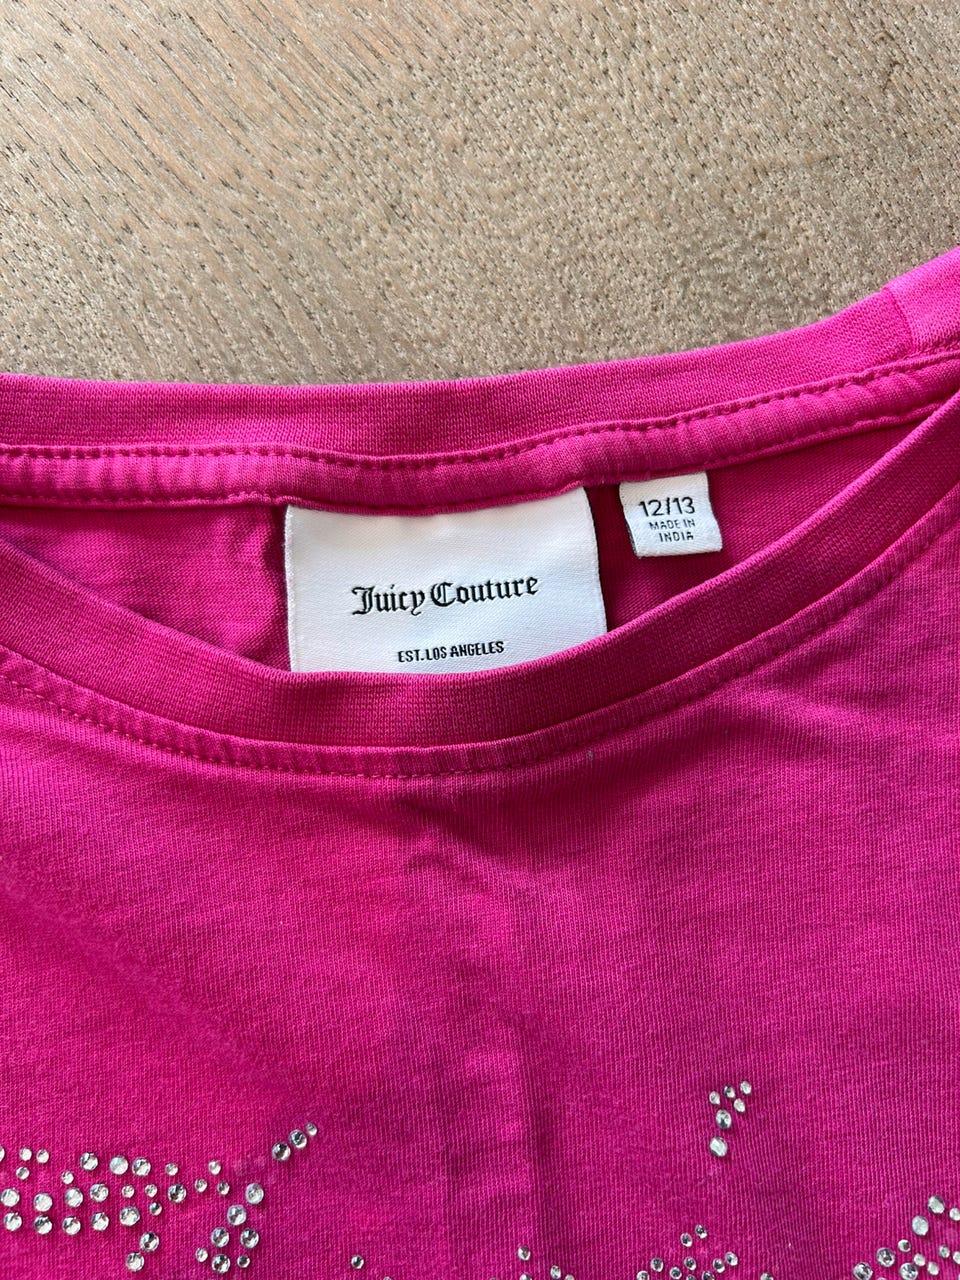 12/13
MADE IN
INDIA
Juicy Couture
EST. LOS ANGELES